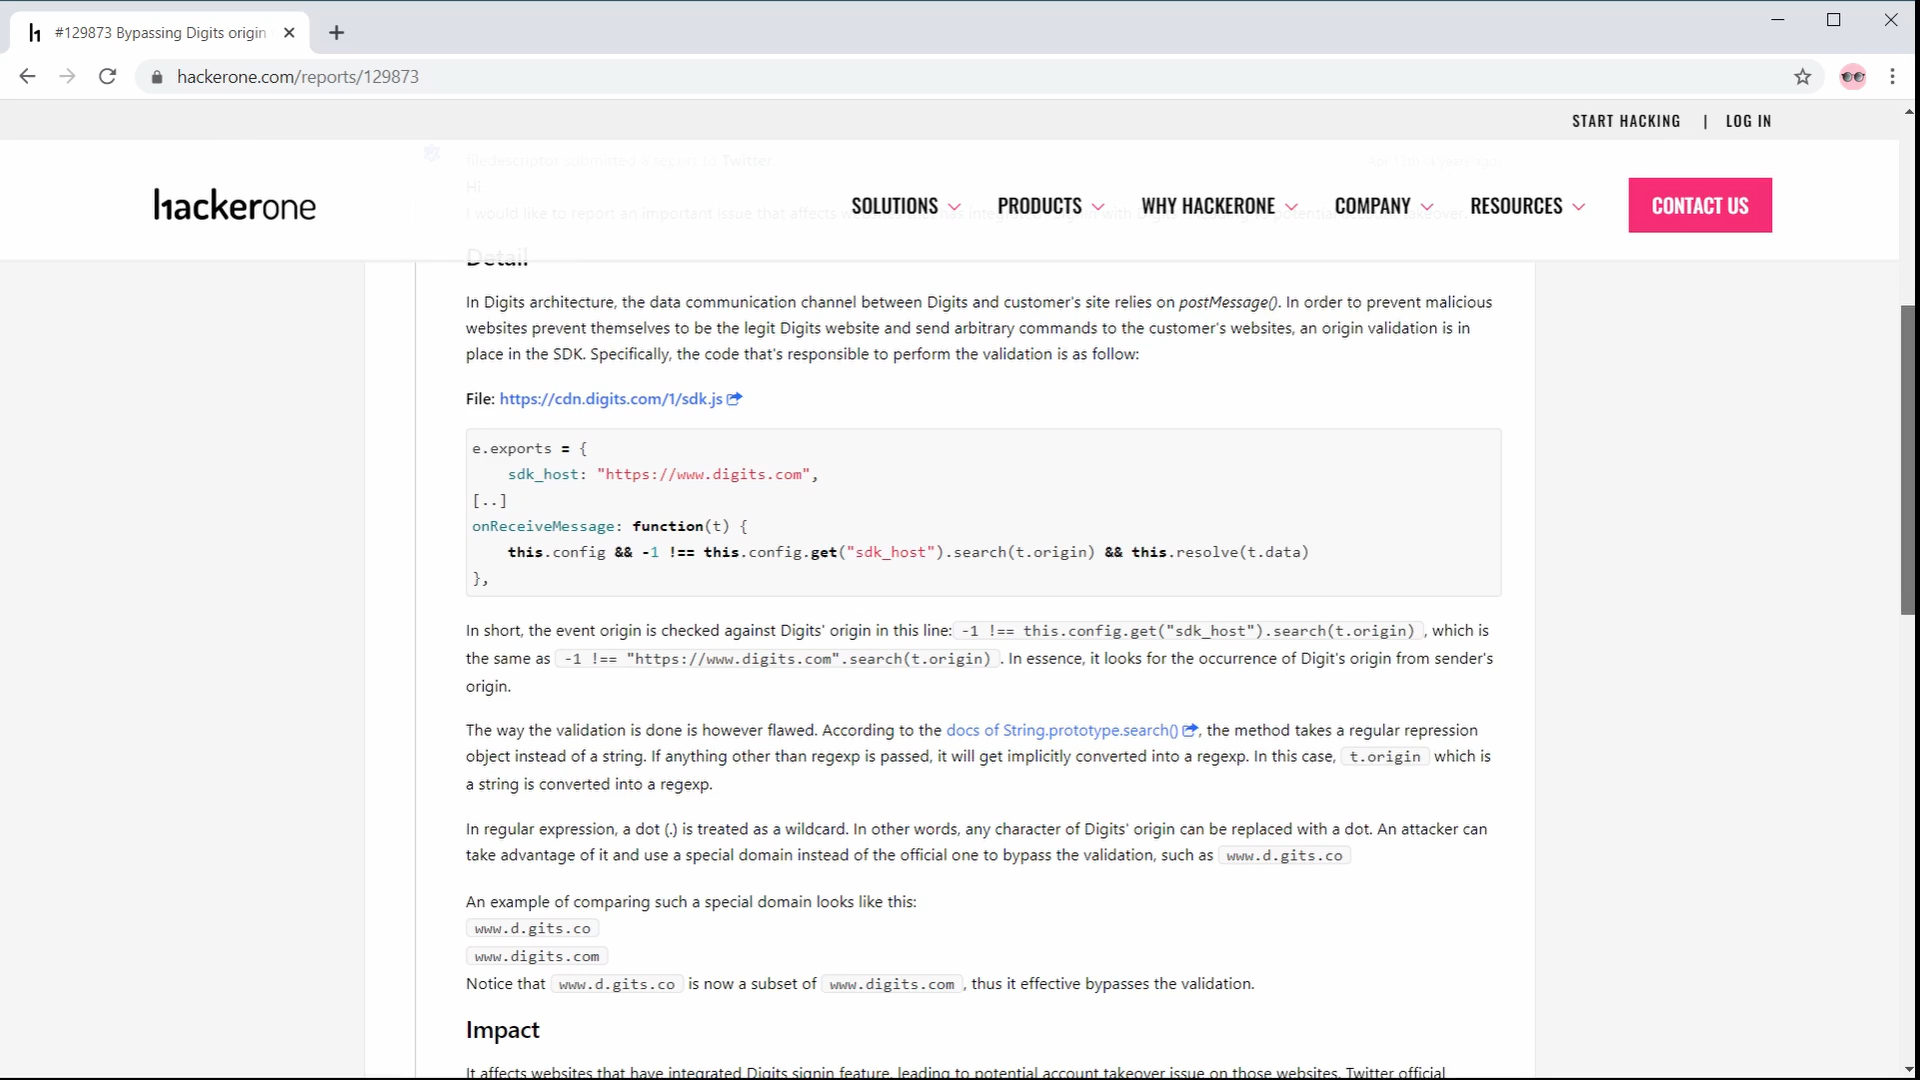 #129873 Bypassing Digits origin
hackerone.com/reports/129873
START HACKING | LOG IN
filedescriptor submitted a report to Twitter
Hi
hackerone
SOLUTIONS PRODUCTS WHY HACKERONE COMPANY RESOURCES CONTACT US
I would like to report an important issue that affects
Detail
In Digits architecture, the data communication channel between Digits and customer's site relies on postMessage(). In order to prevent malicious
websites prevent themselves to be the legit Digits website and send arbitrary commands to the customer's websites, an origin validation is in
place in the SDK. Specifically, the code that's responsible to perform the validation is as follow:
File: https://cdn.digits.com/1/sdk.js
e.exports = {
sdk_host: "https://www.digits.com",
[..]
onReceiveMessage: function(t) {
this.config && -1 !== this.config.get("sdk_host").search(t.origin) && this.resolve(t.data)
},
In short, the event origin is checked against Digits' origin in this line: -1 !== this.config.get("sdk_host").search(t.origin) , which is
the same as -1 !== "https://www.digits.com".search(t.origin) . In essence, it looks for the occurrence of Digit's origin from sender's
origin.
The way the validation is done is however flawed. According to the docs of String.prototype.search() , the method takes a regular repression
object instead of a string. If anything other than regexp is passed, it will get implicitly converted into a regexp. In this case, t.origin which is
a string is converted into a regexp.
In regular expression, a dot (.) is treated as a wildcard. In other words, any character of Digits' origin can be replaced with a dot. An attacker can
take advantage of it and use a special domain instead of the official one to bypass the validation, such as www.d.gits.co
An example of comparing such a special domain looks like this:
www.d.gits.co
www.digits.com
Notice that www.d.gits.co is now a subset of www.digits.com , thus it effective bypasses the validation.
Impact
It affects websites that have integrated Digits signin feature, leading to potential account takeover issue on those websites. Twitter official